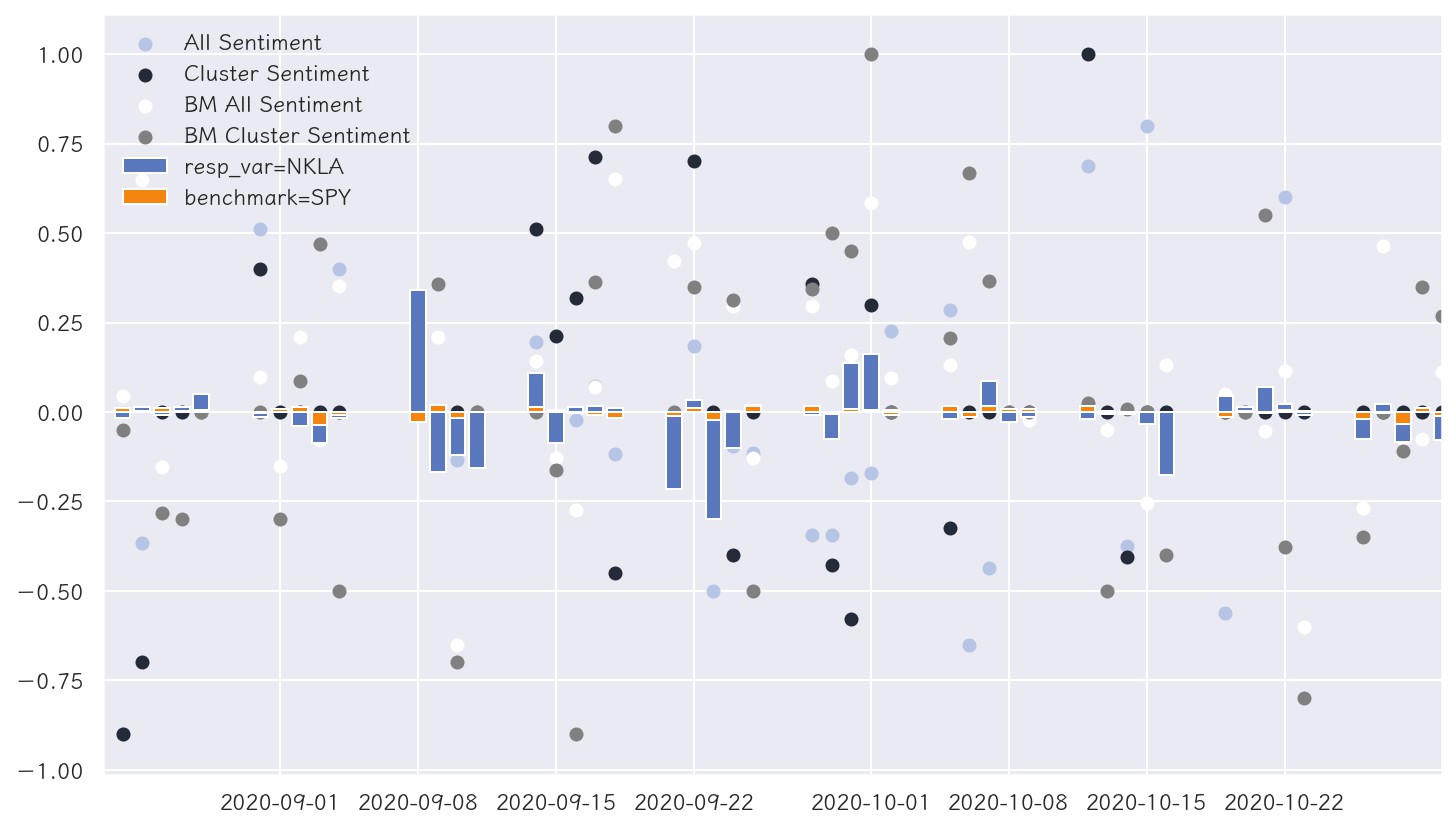 All Sentiment
Cluster Sentiment
BM All Sentiment
BM Cluster Sentiment
resp_var=NKLA
benchmark=SPY
1.00
0.75
0.50
0.25
0.00
−0.25
−0.50
−0.75
−1.00
2020-09-01 2020-09-08 2020-09-15 2020-09-22 2020-10-01 2020-10-08 2020-10-15 2020-10-22